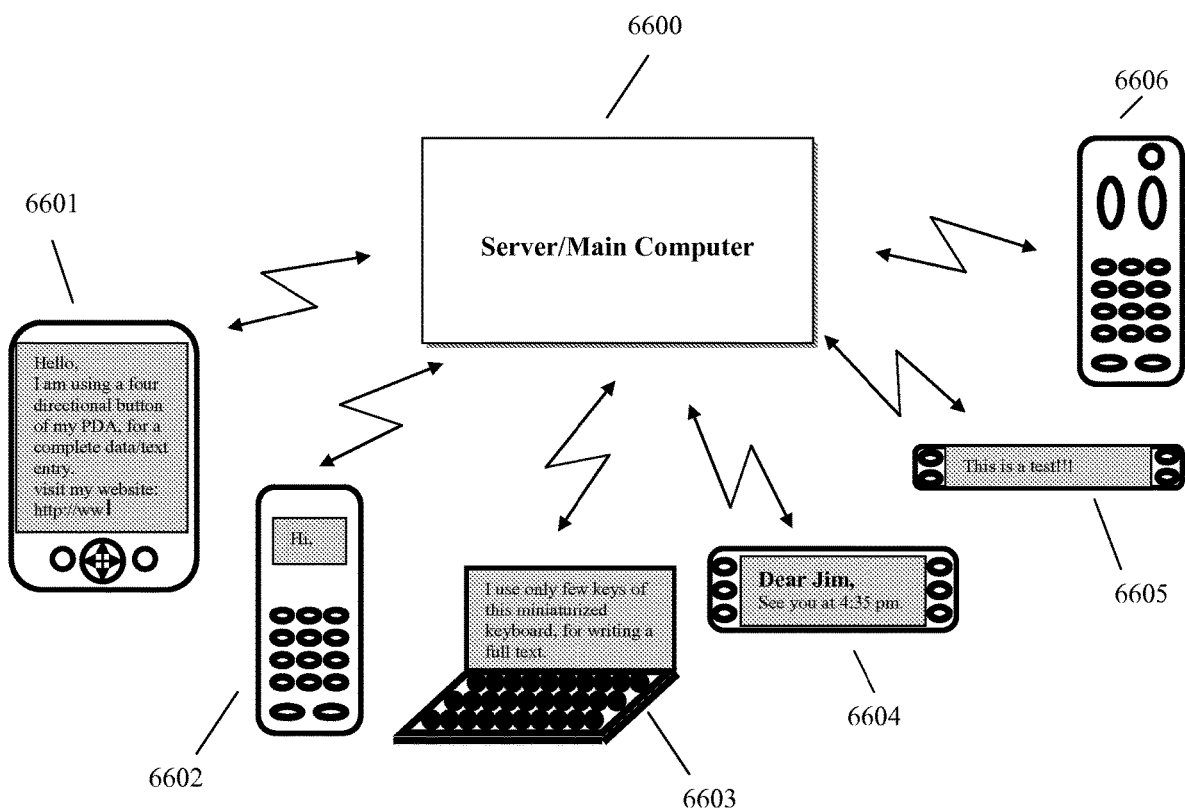 6600
6606
6601
Server/Main Computer
Hello,
I am using a four
directional button
of my PDA, for a
complete data/text
entry.
visit my website:
http://ww
This is a test!!!
Hi,
6605
I use only few keys of
this miniaturized
keyboard, for writing a
full text.
Dear Jim,
See you at 4:35 pm.
6604
6602
6603